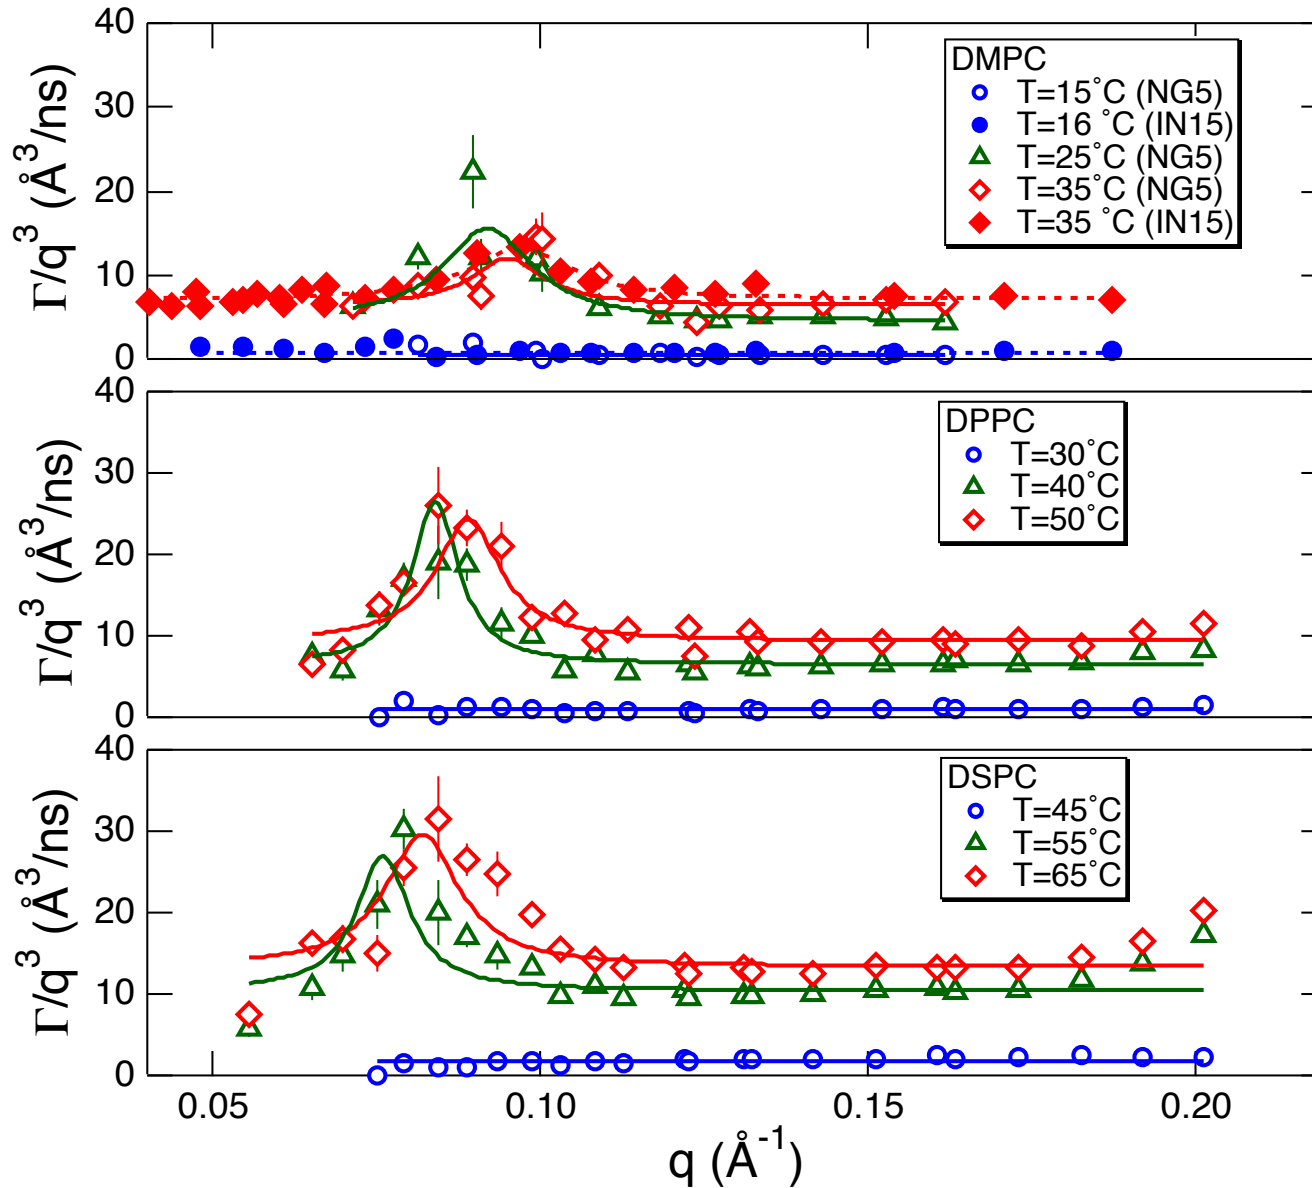 40
30
20
10
0
Γ/q³ (Å³/ns)
DMPC
T=15˚C (NG5)
T=16 ˚C (IN15)
T=25˚C (NG5)
T=35˚C (NG5)
T=35 ˚C (IN15)
40
30
20
10
0
Γ/q³ (Å³/ns)
DPPC
T=30˚C
T=40˚C
T=50˚C
40
30
20
10
0
Γ/q³ (Å³/ns)
DSPC
T=45˚C
T=55˚C
T=65˚C
0.05 0.10 0.15 0.20
q (Å⁻¹)